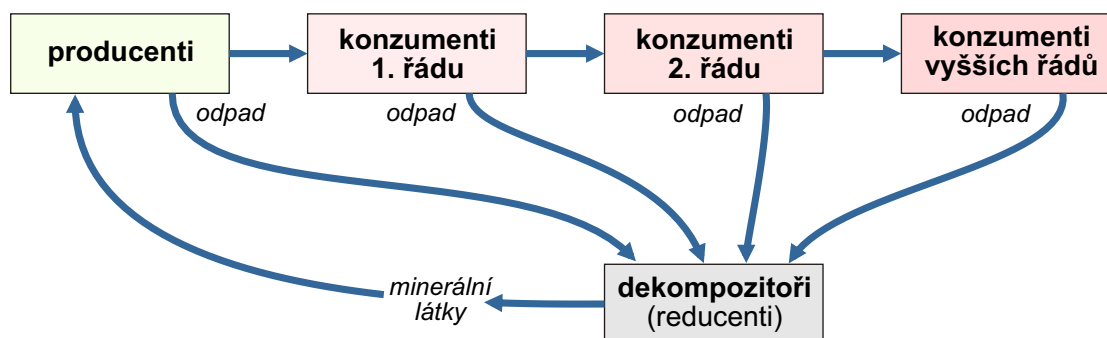 producenti
konzumenti
1. řádu
konzumenti
2. řádu
konzumenti
vyšších řádů
odpad
odpad
odpad
odpad
minerální
látky
dekompozitoři
(reducenti)